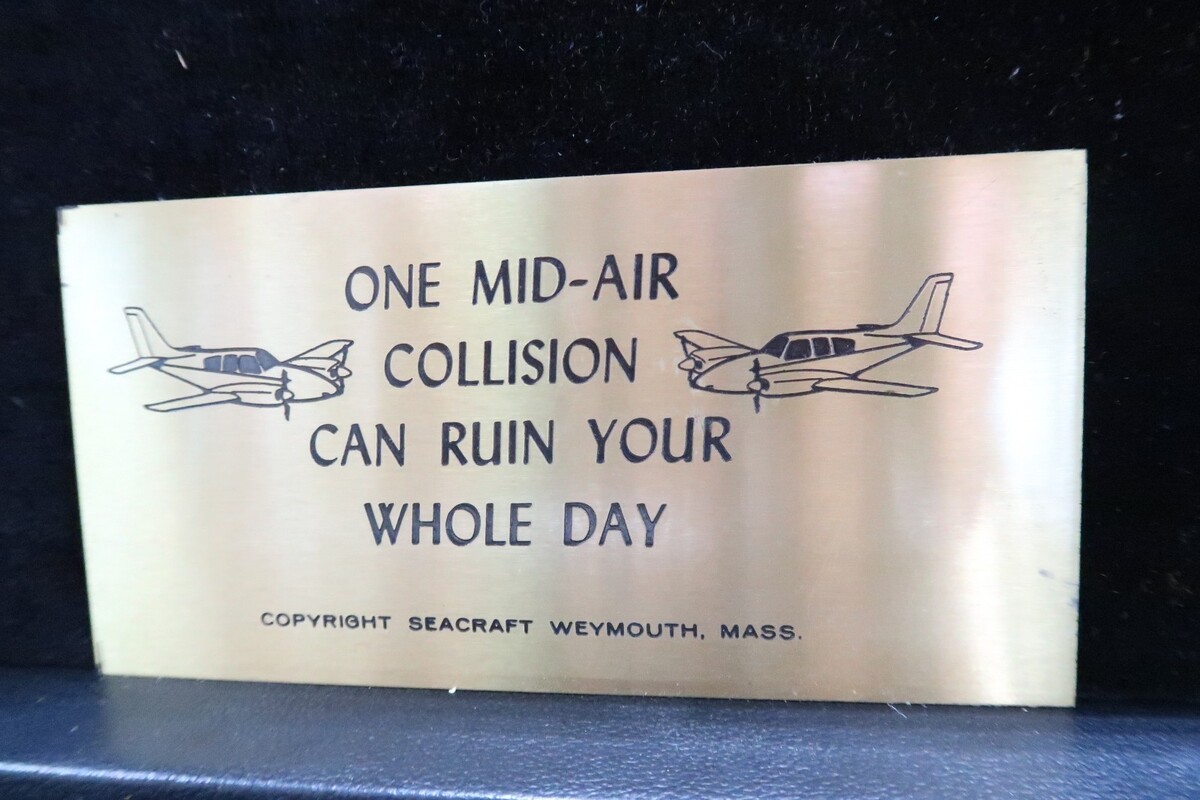 ONE MID-AIR
COLLISION
CAN RUIN YOUR
WHOLE DAY
COPYRIGHT SEACRAFT WEYMOUTH, MASS.